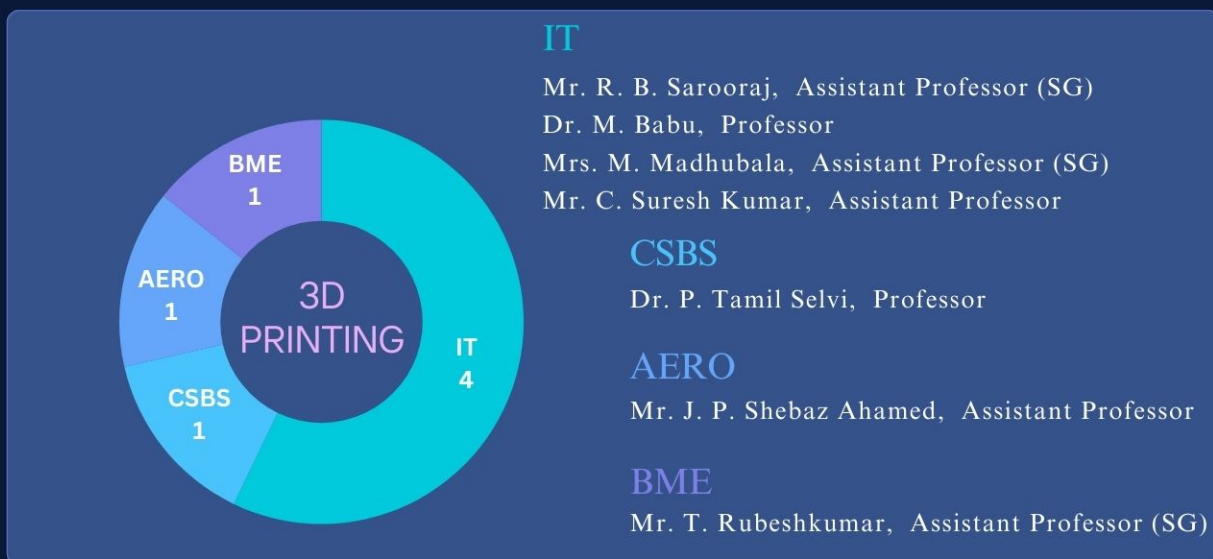 IT
Mr. R. B. Sarooraj, Assistant Professor (SG)
Dr. M. Babu, Professor
Mrs. M. Madhubala, Assistant Professor (SG)
Mr. C. Suresh Kumar, Assistant Professor
CSBS
Dr. P. Tamil Selvi, Professor
AERO
Mr. J. P. Shebaz Ahamed, Assistant Professor
BME
Mr. T. Rubeshkumar, Assistant Professor (SG)
BME
1
AERO
1
CSBS
1
IT
4
3D
PRINTING